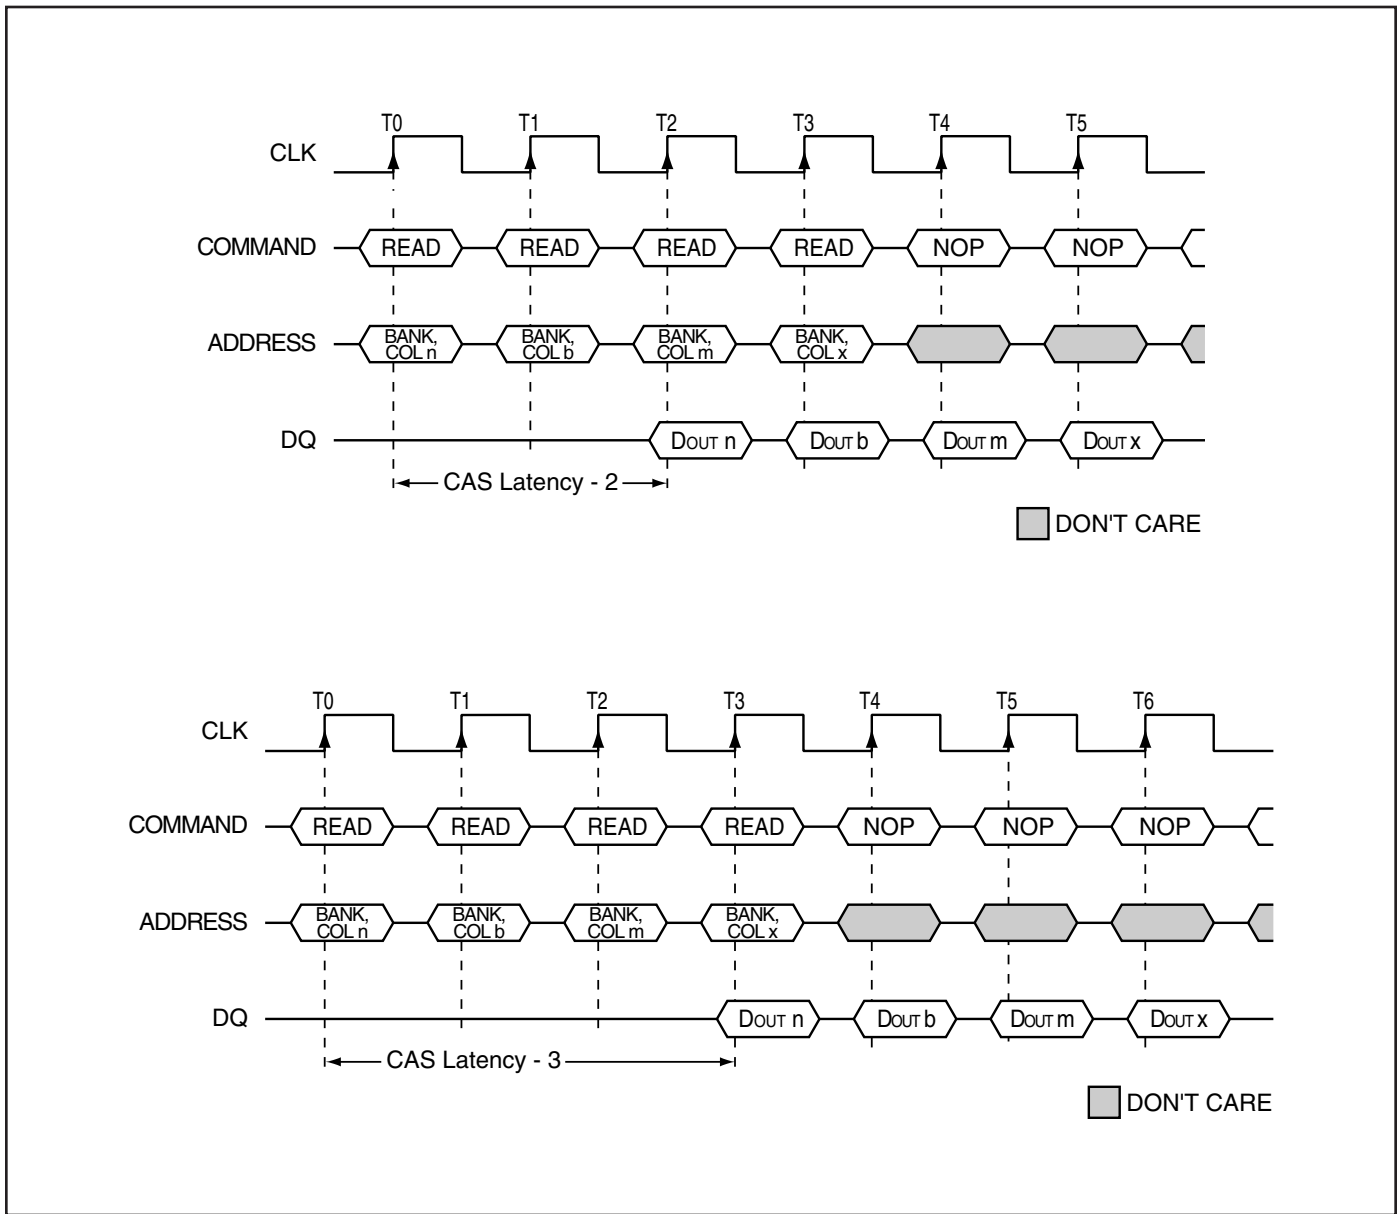 T0 T1 T2 T3 T4 T5
CLK
COMMAND READ READ READ READ NOP NOP
ADDRESS BANK, COL n BANK, COL b BANK, COL m BANK, COL x
DQ DOUT n DOUT b DOUT m DOUT x
CAS Latency - 2
DON'T CARE
T0 T1 T2 T3 T4 T5 T6
CLK
COMMAND READ READ READ READ NOP NOP NOP
ADDRESS BANK, COL n BANK, COL b BANK, COL m BANK, COL x
DQ DOUT n DOUT b DOUT m DOUT x
CAS Latency - 3
DON'T CARE